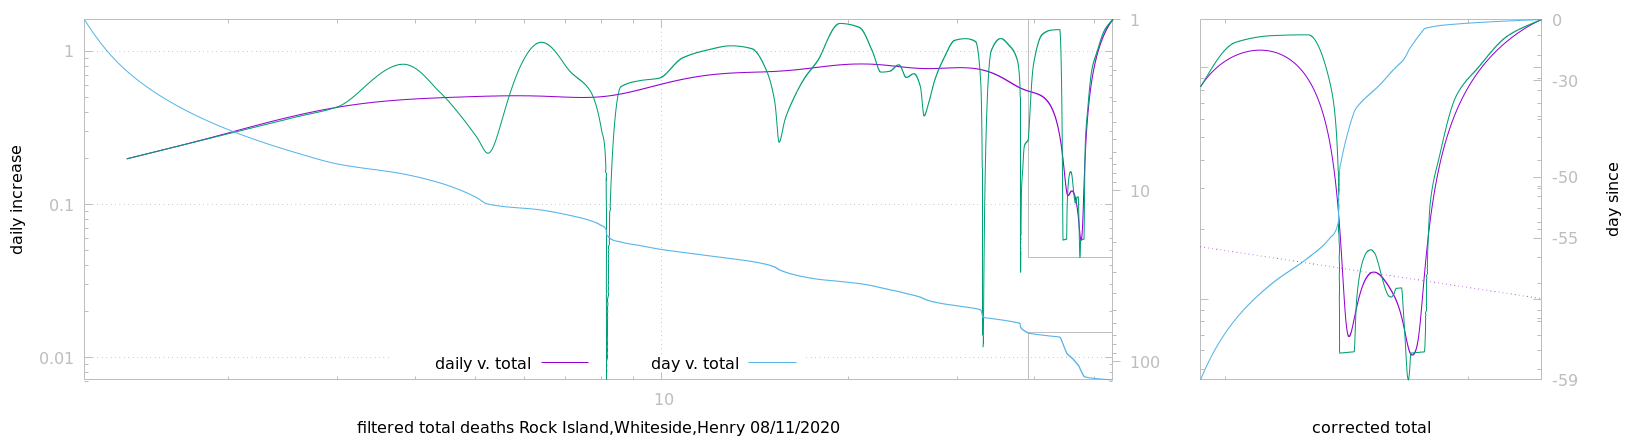 1
0.1
0.01
daily increase
10
1
10
100
daily v. total
day v. total
filtered total deaths Rock Island,Whiteside,Henry 08/11/2020
0
-30
-50
-55
-59
day since
corrected total